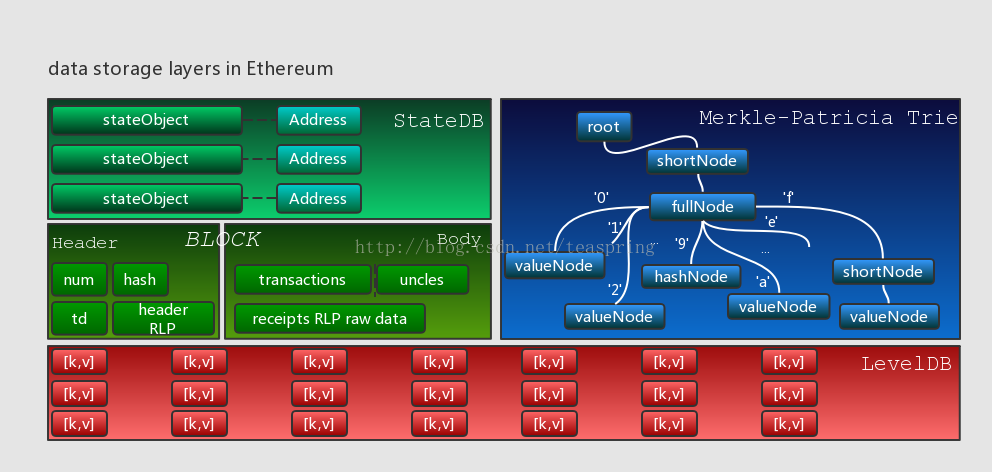 data storage layers in Ethereum
stateObject Address StateDB
stateObject Address
stateObject Address
Header BLOCK Body
num hash
td header
RLP
transactions uncles
receipts RLP raw data
http://blog.csdn.net/teaspring
Merkle-Patricia Trie
root
shortNode
fullNode
'0' 'f'
'1' ... '9' 'e'
...
valueNode hashNode shortNode
'2' 'a'
valueNode valueNode valueNode
LevelDB
[k,v] [k,v] [k,v] [k,v] [k,v] [k,v] [k,v]
[k,v] [k,v] [k,v] [k,v] [k,v] [k,v] [k,v]
[k,v] [k,v] [k,v] [k,v] [k,v] [k,v] [k,v]